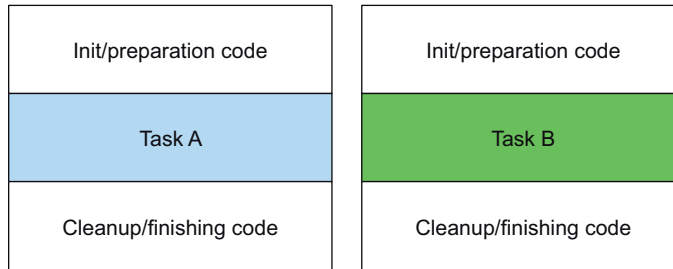 Init/preparation code
Init/preparation code
Task A
Task B
Cleanup/finishing code
Cleanup/finishing code